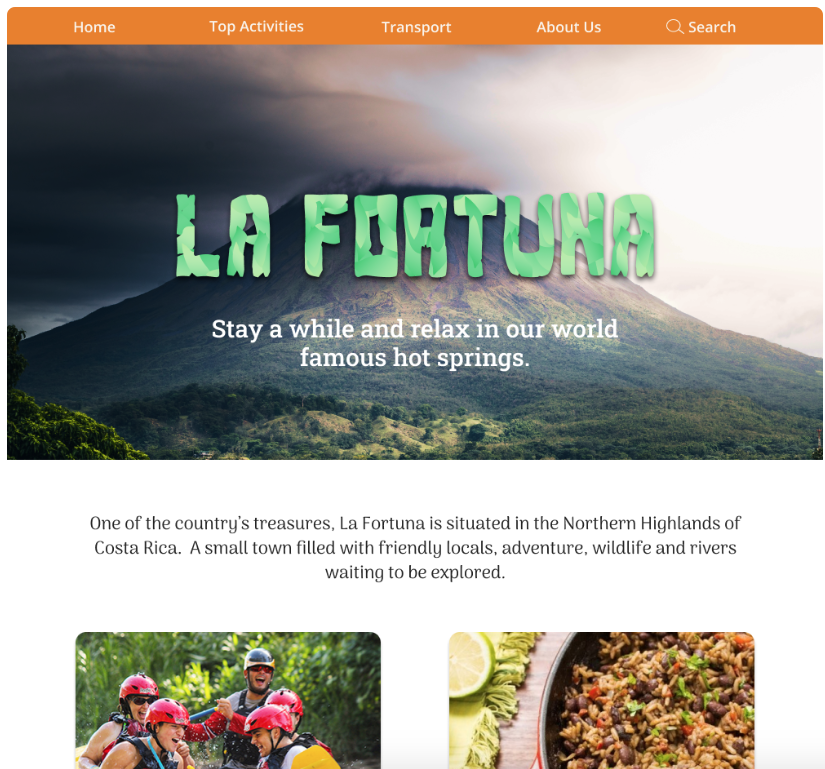 Home Top Activities Transport About Us Search
LA FORTUNA
Stay a while and relax in our world
famous hot springs.
One of the country’s treasures, La Fortuna is situated in the Northern Highlands of
Costa Rica.  A small town filled with friendly locals, adventure, wildlife and rivers
waiting to be explored.